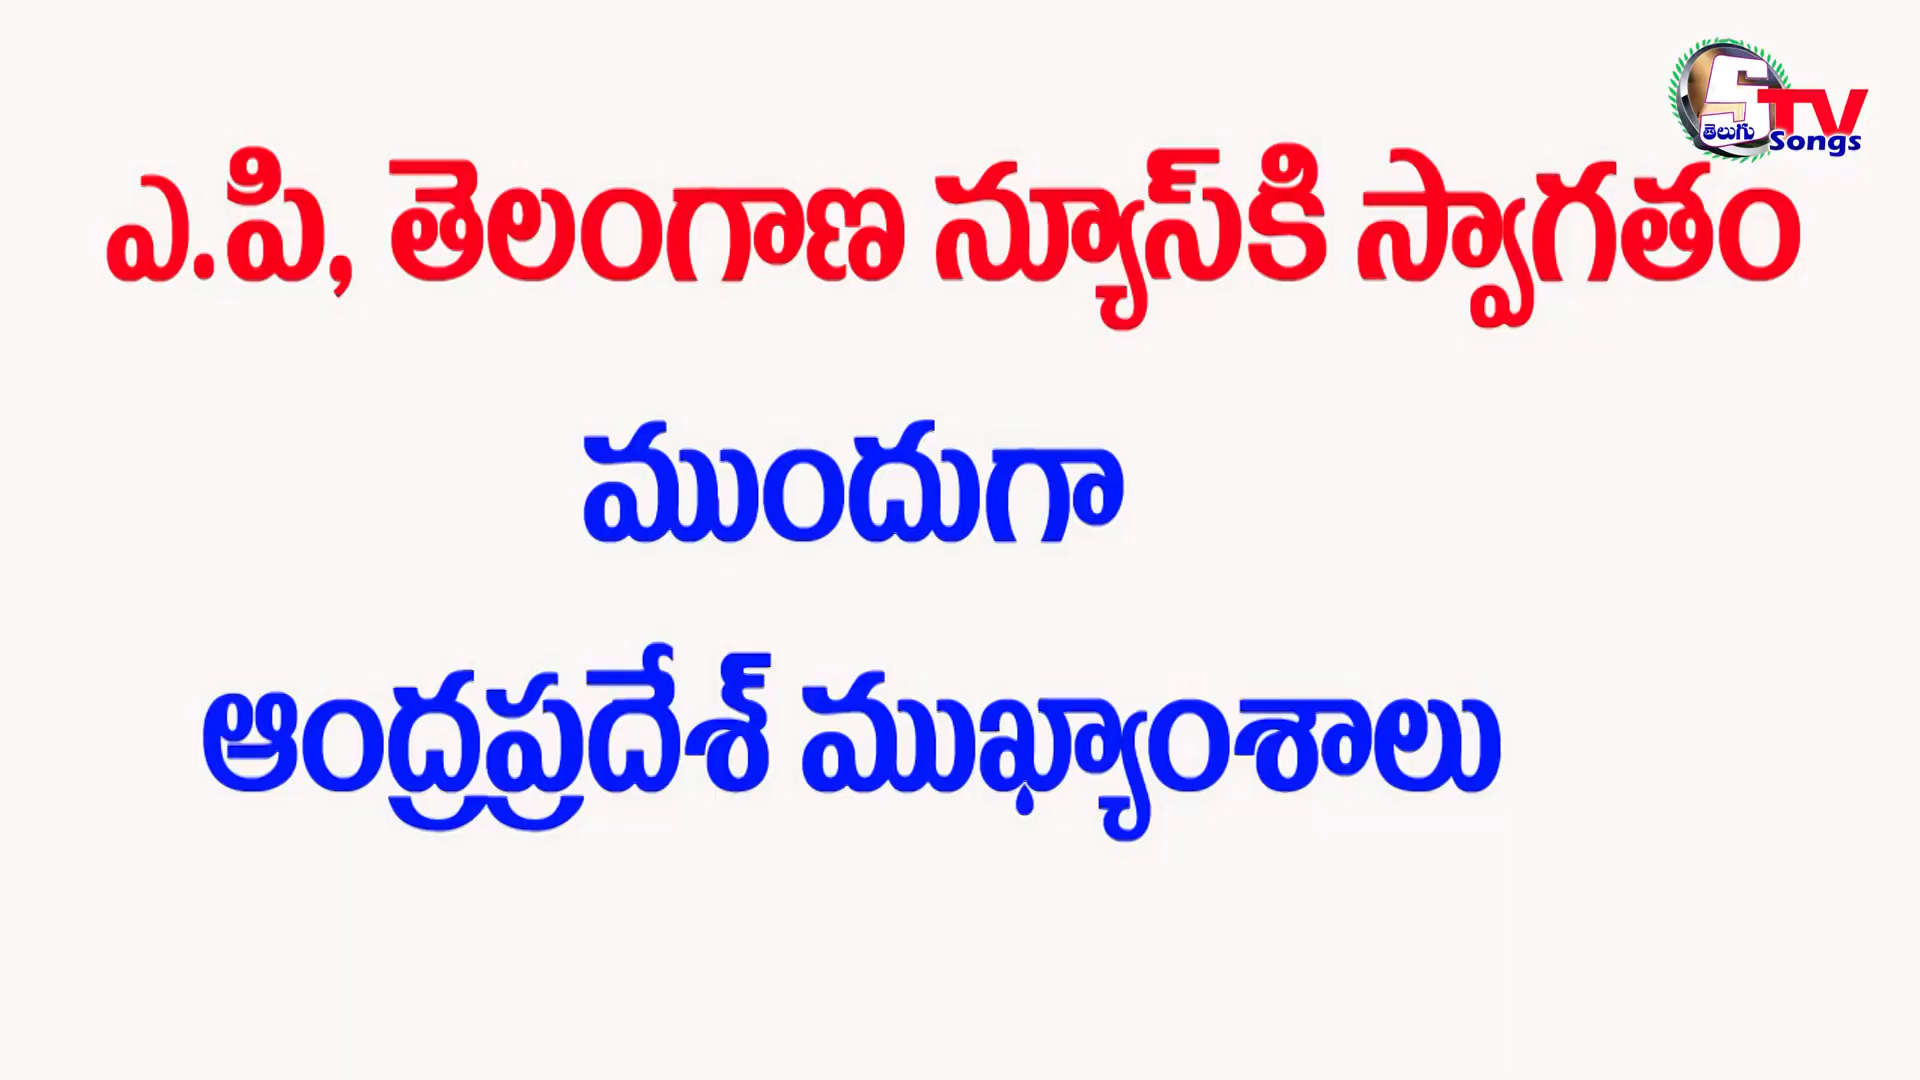 S TV
తెలుగు Songs
ఎ.పి, తెలంగాణ న్యూస్‌కి స్వాగతం
ముందుగా
ఆంద్రప్రదేశ్ ముఖ్యాంశాలు